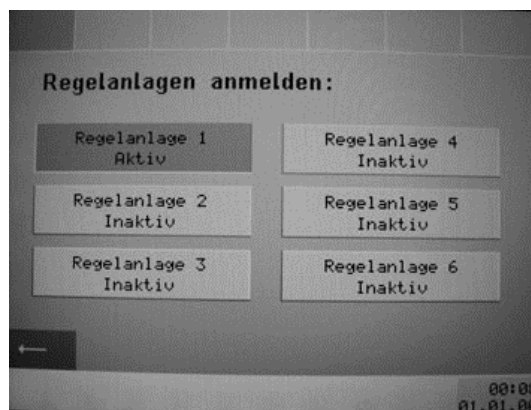 Regelanlagen anmelden:
Regelanlage 1
Aktiv
Regelanlage 2
Inaktiv
Regelanlage 3
Inaktiv
Regelanlage 4
Inaktiv
Regelanlage 5
Inaktiv
Regelanlage 6
Inaktiv
←